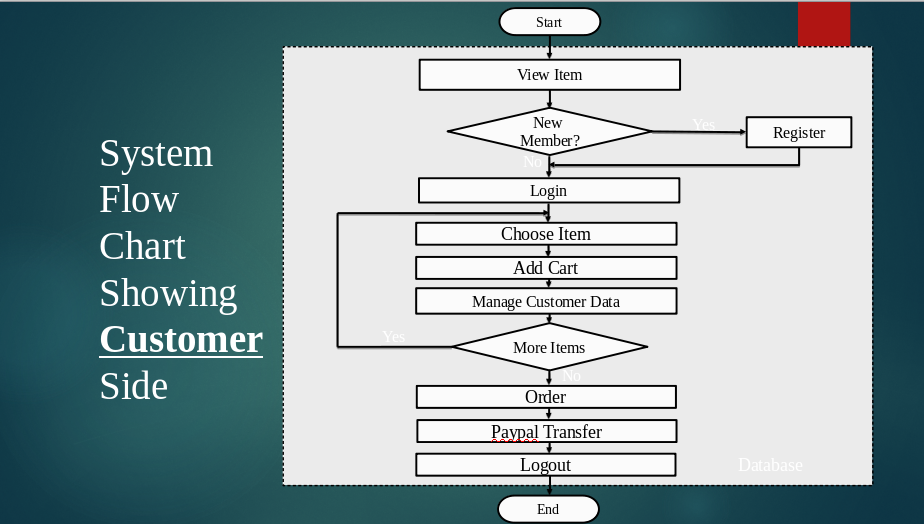 System
Flow
Chart
Showing
Customer
Side
Start
View Item
New
Member?
Yes
Register
No
Login
Choose Item
Add Cart
Manage Customer Data
More Items
Yes
No
Order
Paypal Transfer
Logout
Database
End